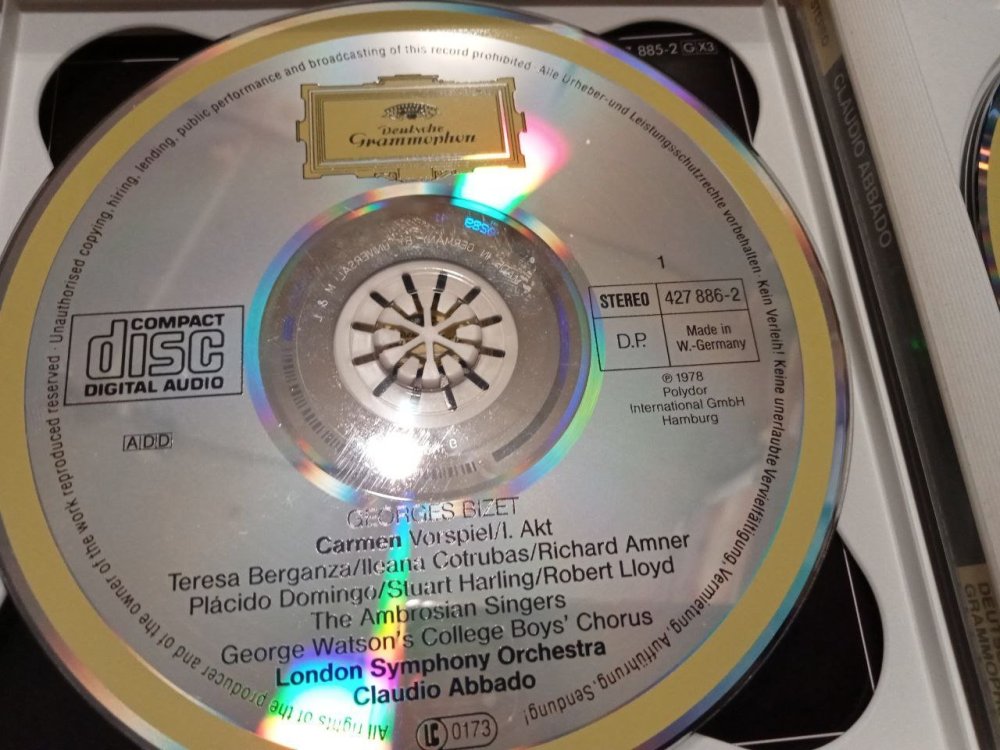 885-2 GX3
STEREO
CLAUDIO ABBADO
Unauthorised copying, hiring, lending, public performance and broadcasting of this record prohibited · Alle Urheber-und Leistungsschutzrechte vorbehalten · Kein Verleih! Keine unerlaubte Vervielfältigung, Vermietung, Aufführung, Sendung!
All rights of the producer and of the owner of the work reproduced reserved ·
Deutsche
Grammophon
1
STEREO 427 886-2
D.P. Made in
W.-Germany
℗ 1978
Polydor
International GmbH
Hamburg
COMPACT
disc
DIGITAL AUDIO
ADD
GEORGES BIZET
Carmen Vorspiel/I. Akt
Teresa Berganza/Ileana Cotrubas/Richard Amner
Plácido Domingo/Stuart Harling/Robert Lloyd
The Ambrosian Singers
George Watson's College Boys' Chorus
London Symphony Orchestra
Claudio Abbado
LC 0173